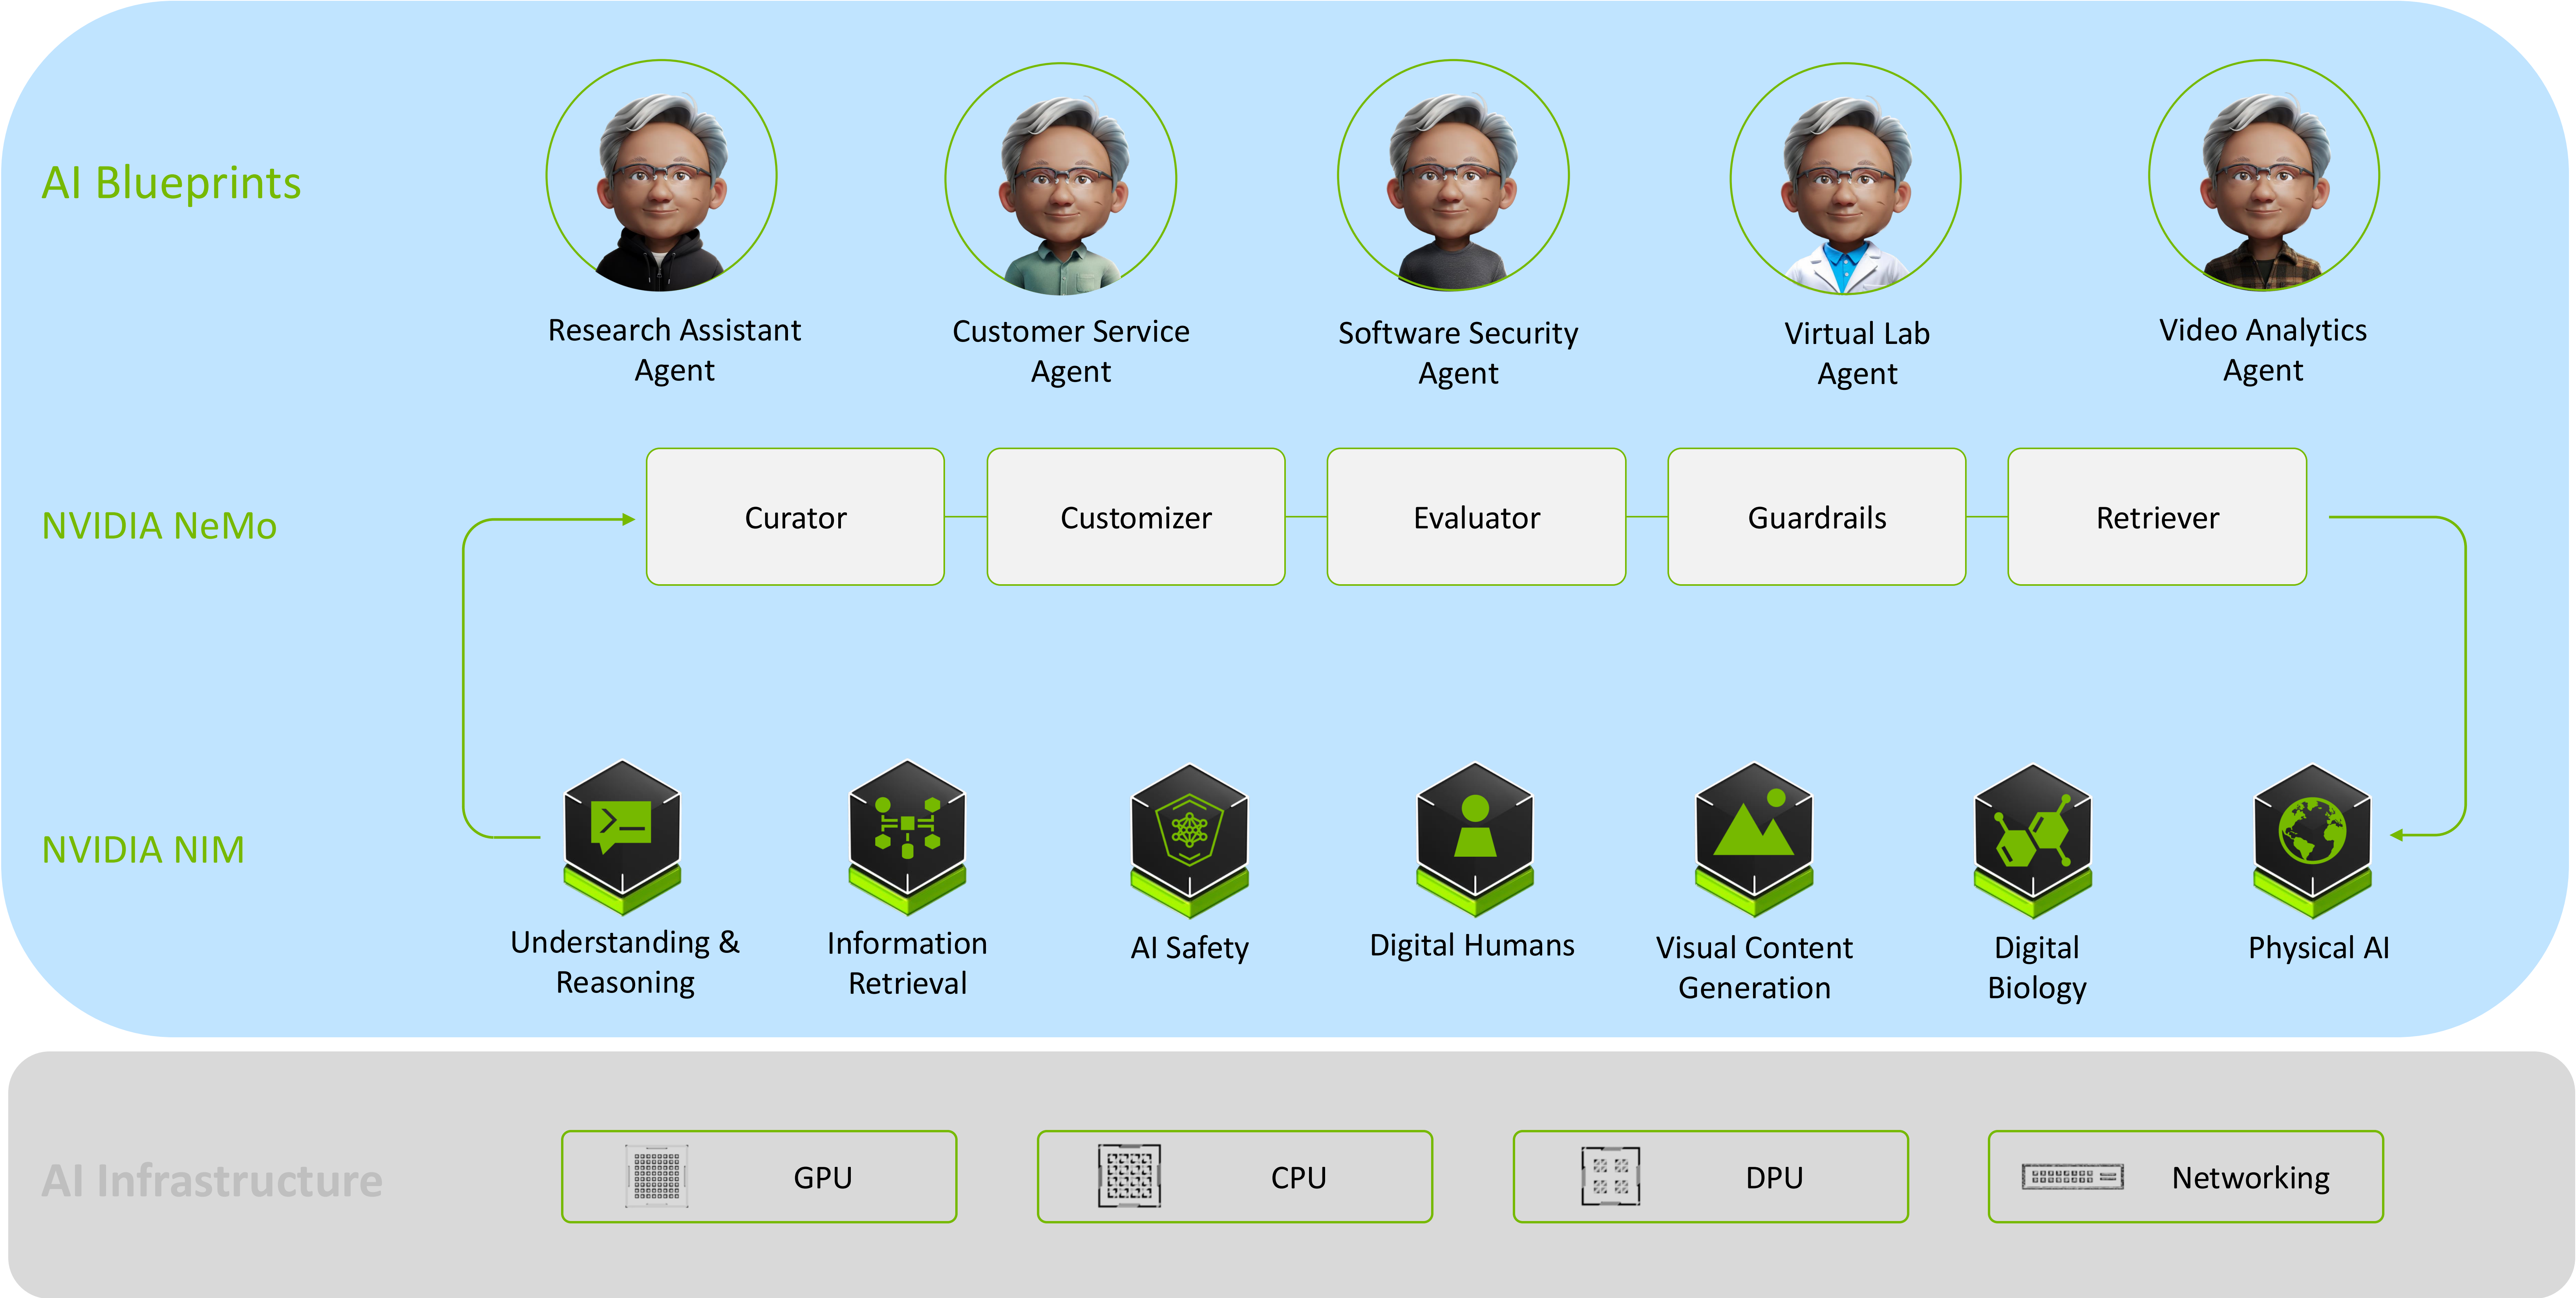 AI Blueprints
Research Assistant
Agent
Customer Service
Agent
Software Security
Agent
Virtual Lab
Agent
Video Analytics
Agent
NVIDIA NeMo
Curator
Customizer
Evaluator
Guardrails
Retriever
NVIDIA NIM
Understanding &
Reasoning
Information
Retrieval
AI Safety
Digital Humans
Visual Content
Generation
Digital
Biology
Physical AI
AI Infrastructure
GPU
CPU
DPU
Networking